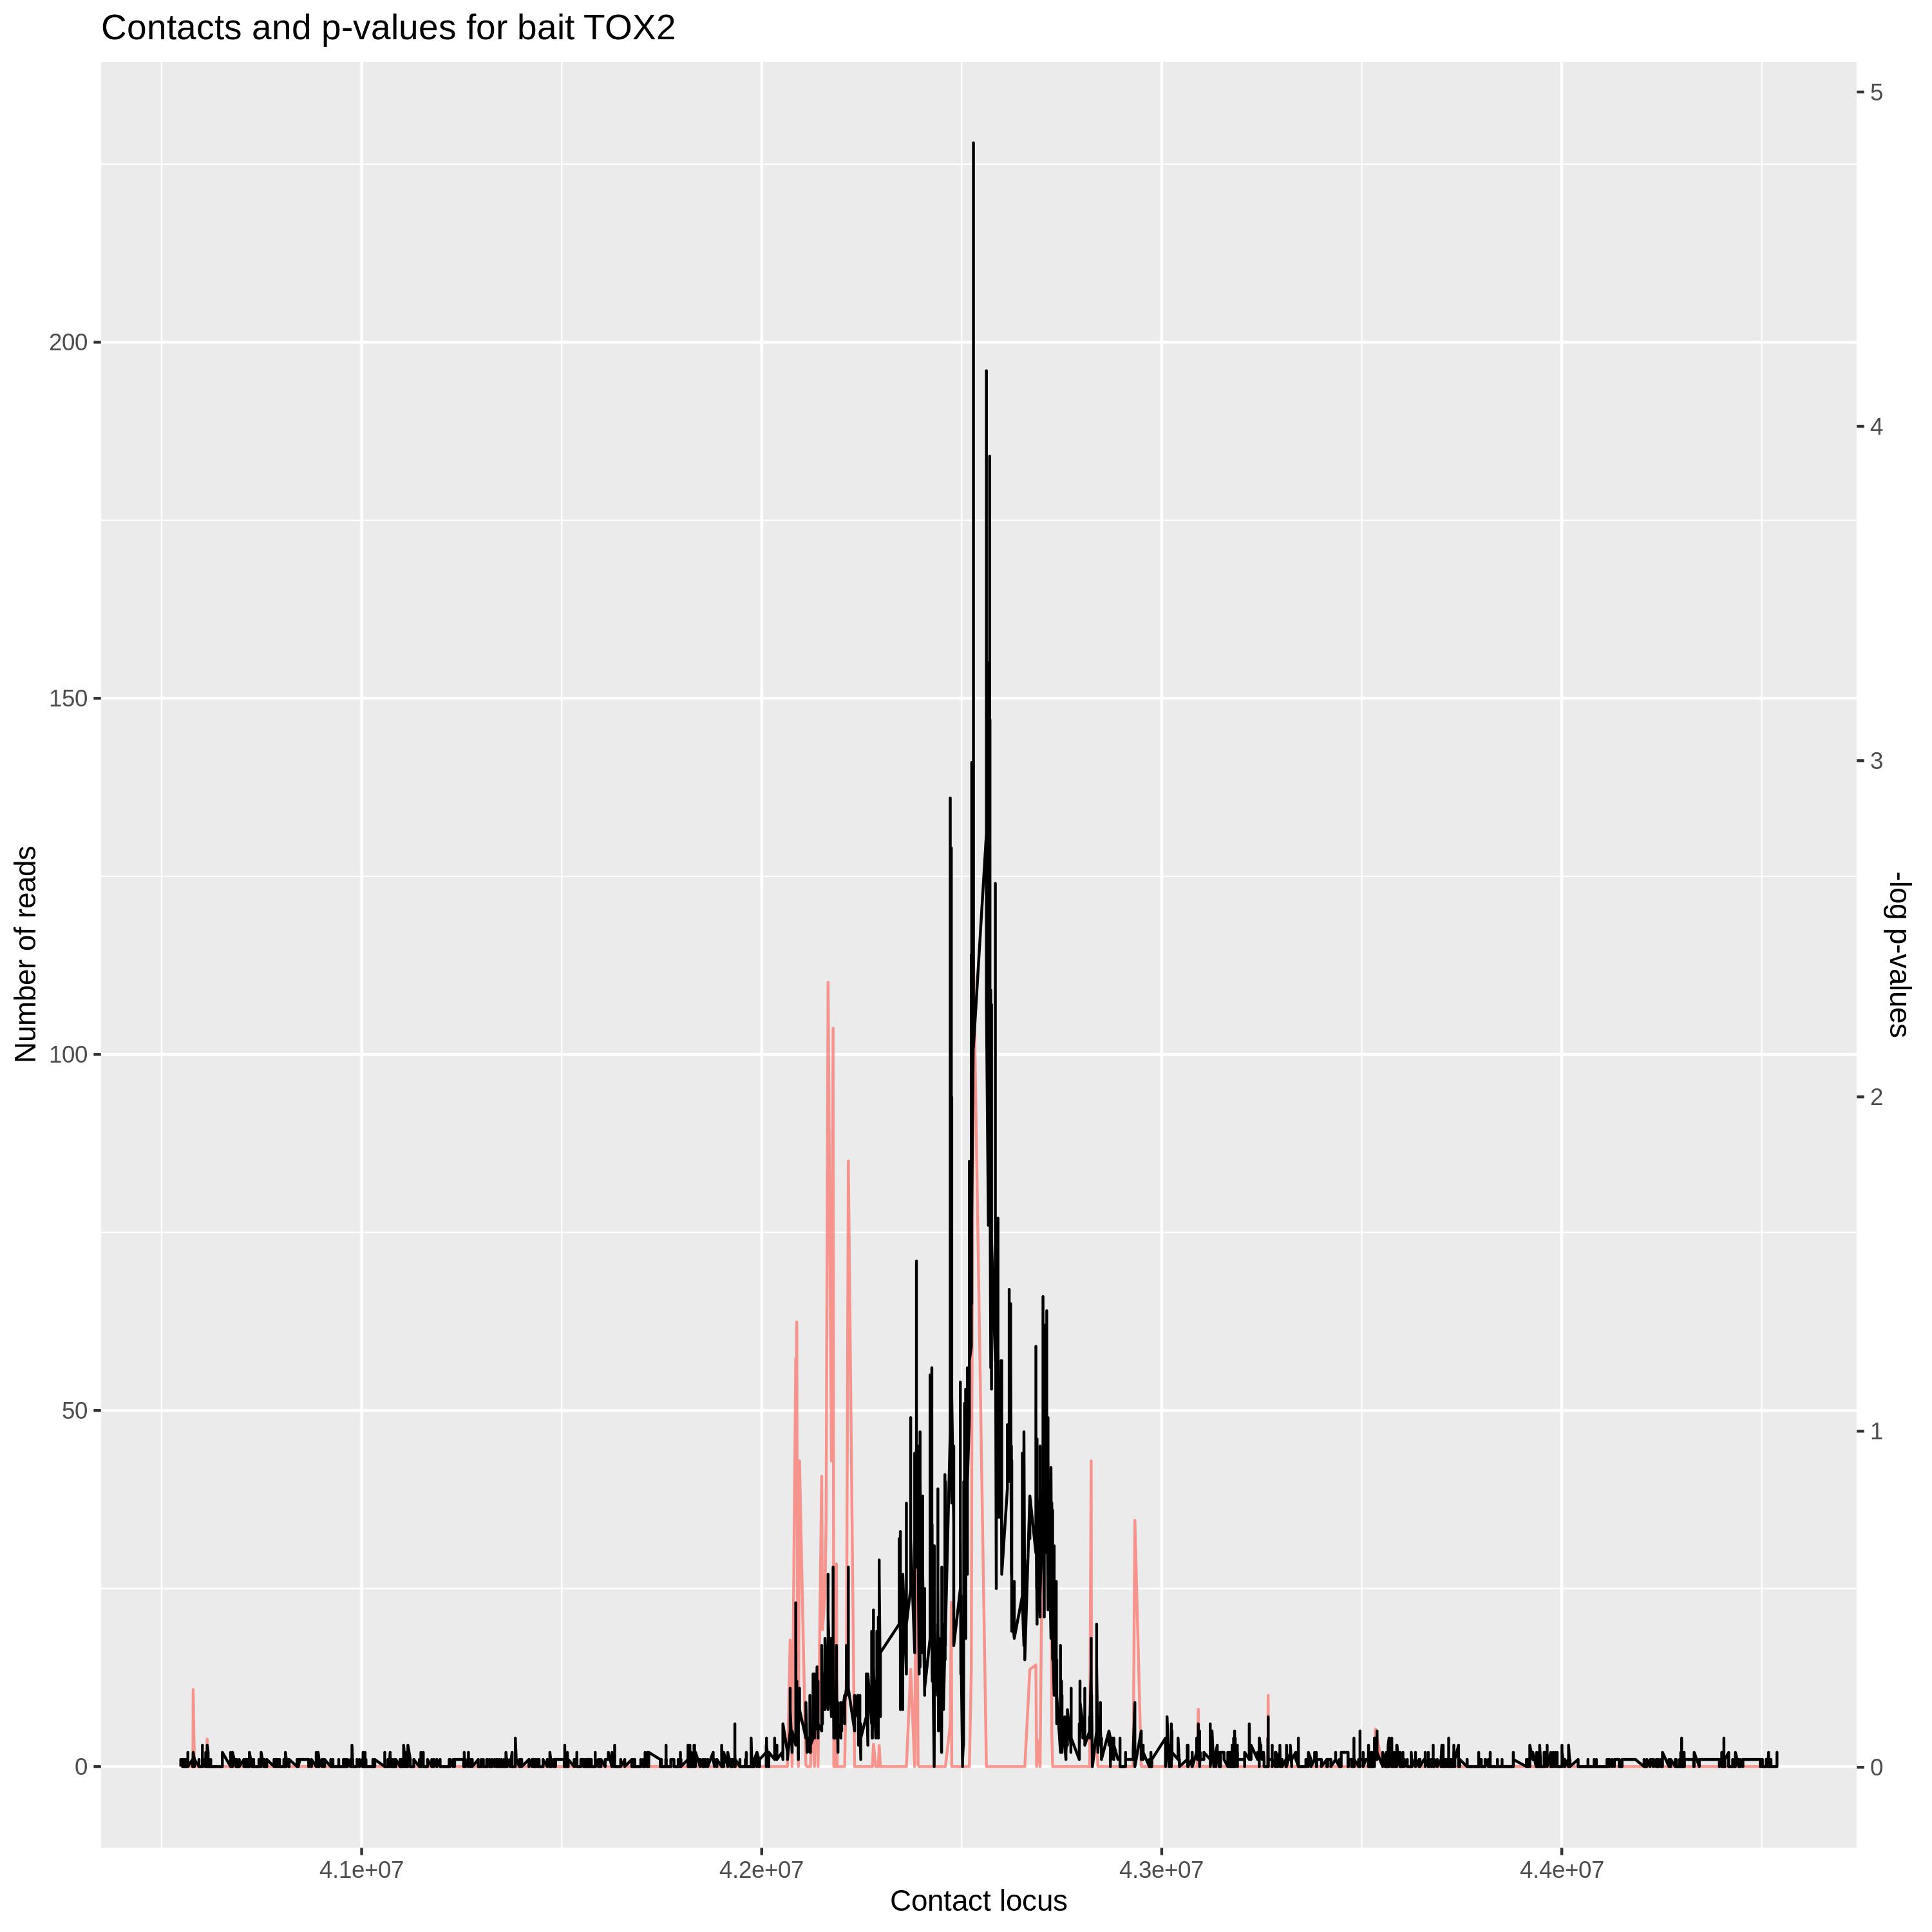 Contacts and p-values for bait TOX2
Number of reads
200
150
100
50
0
5
4
3
2
1
0
-log p-values
4.1e+07
4.2e+07
4.3e+07
4.4e+07
Contact locus